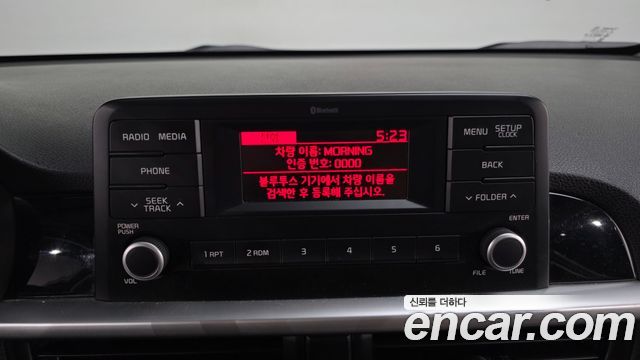 Bluetooth
RADIO MEDIA
PHONE
SEEK
TRACK
POWER
PUSH
VOL
5:23
차량 이름: MORNING
인증 번호: 0000
블루투스 기기에서 차량 이름을
검색한 후 등록해 주십시오.
1 RPT 2 RDM 3 4 5 6
MENU SETUP
CLOCK
BACK
FOLDER
ENTER
FILE TUNE
신뢰를 더하다
encar.com